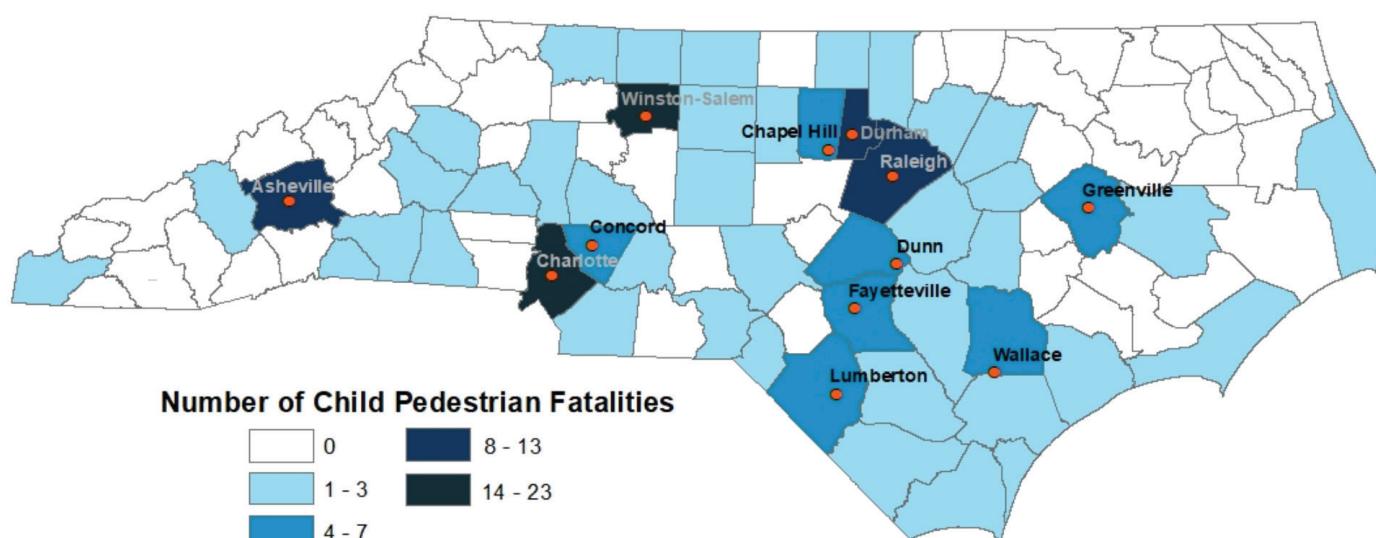 Winston-Salem
Chapel Hill
Durham
Raleigh
Asheville
Greenville
Concord
Dunn
Charlotte
Fayetteville
Wallace
Lumberton
Number of Child Pedestrian Fatalities
0
8 - 13
1 - 3
14 - 23
4 - 7